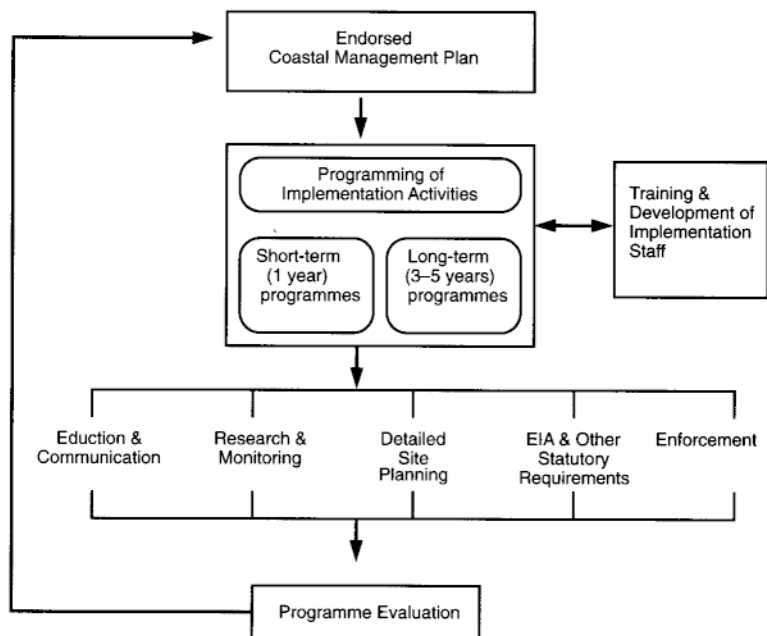 Endorsed
Coastal Management Plan
Programming of
Implementation Activities
Short-term
(1 year)
programmes
Long-term
(3–5 years)
programmes
Training &
Development of
Implementation
Staff
Eduction &
Communication
Research &
Monitoring
Detailed
Site
Planning
EIA & Other
Statutory
Requirements
Enforcement
Programme Evaluation